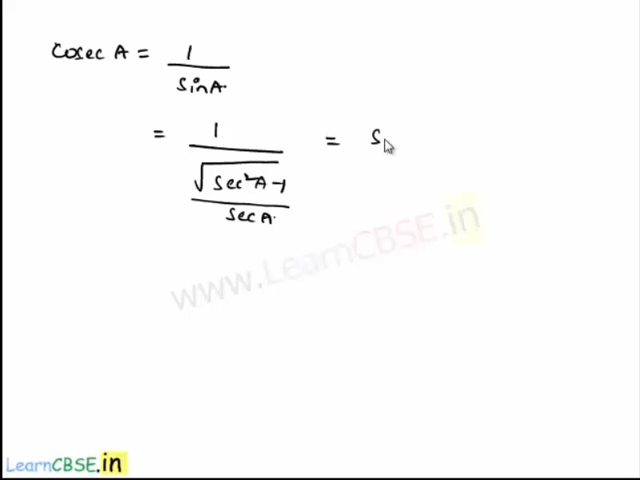 Cosec A = 1 / SinA.
= 1 / (√Sec²A-1 / SecA.) = S
www.LearnCBSE.in
LearnCBSE.in